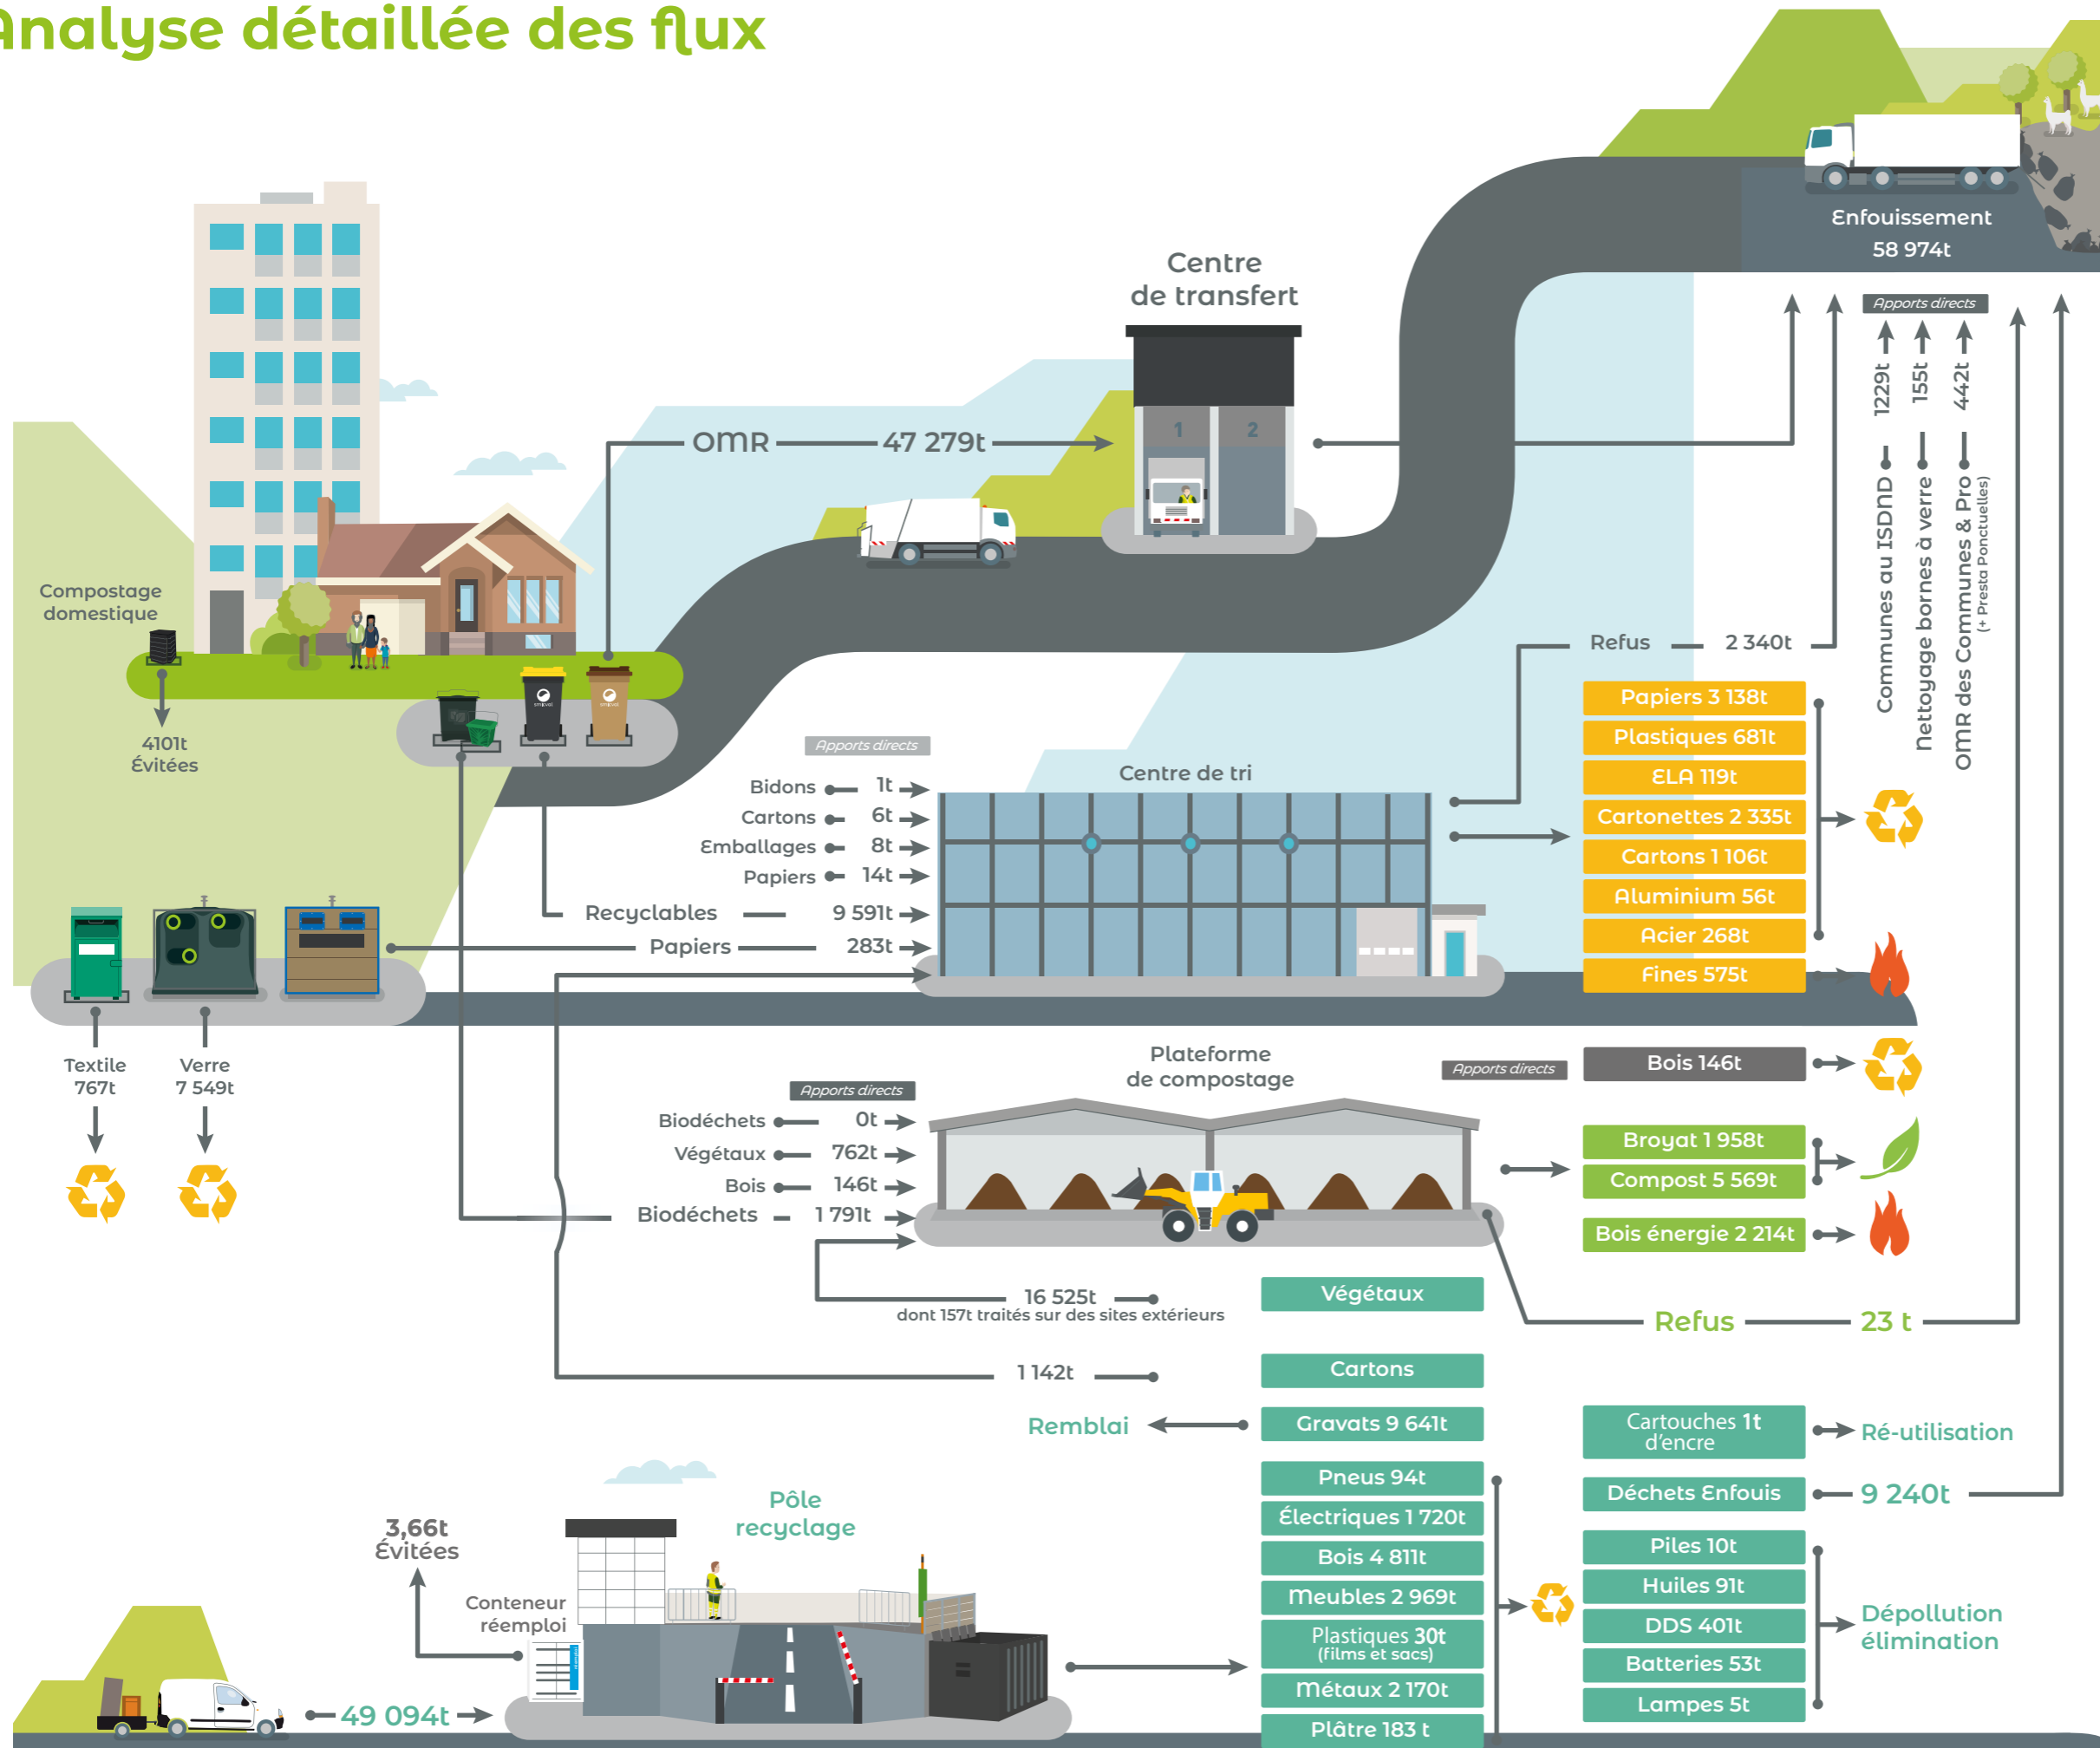 Analyse détaillée des flux
Enfouissement
58 974t
Centre
de transfert
1
2
OMR
47 279t
Apports directs
1229t
155t
442t
Communes au ISDND
Nettoyage bornes à verre
OMR des Communes & Pro
(+ Presta Ponctuelles)
Compostage
domestique
4101t
Évitées
Refus
2 340t
Papiers 3 138t
Plastiques 681t
ELA 119t
Cartonettes 2 335t
Cartons 1 106t
Aluminium 56t
Acier 268t
Fines 575t
Apports directs
Centre de tri
Bidons 1t
Cartons 6t
Emballages 8t
Papiers 14t
Recyclables 9 591t
Papiers 283t
Textile
767t
Verre
7 549t
Plateforme
de compostage
Apports directs
Bois 146t
Apports directs
Biodéchets 0t
Végétaux 762t
Bois 146t
Biodéchets 1 791t
Broyat 1 958t
Compost 5 569t
Bois énergie 2 214t
16 525t
dont 157t traités sur des sites extérieurs
Végétaux
Refus
23 t
1 142t
Cartons
Remblai
Gravats 9 641t
Cartouches 1t
d'encre
Ré-utilisation
Pneus 94t
Électriques 1 720t
Bois 4 811t
Meubles 2 969t
Plastiques 30t
(films et sacs)
Métaux 2 170t
Plâtre 183 t
Déchets Enfouis
9 240t
Piles 10t
Huiles 91t
DDS 401t
Batteries 53t
Lampes 5t
Dépollution
élimination
Pôle
recyclage
3,66t
Évitées
Conteneur
réemploi
49 094t